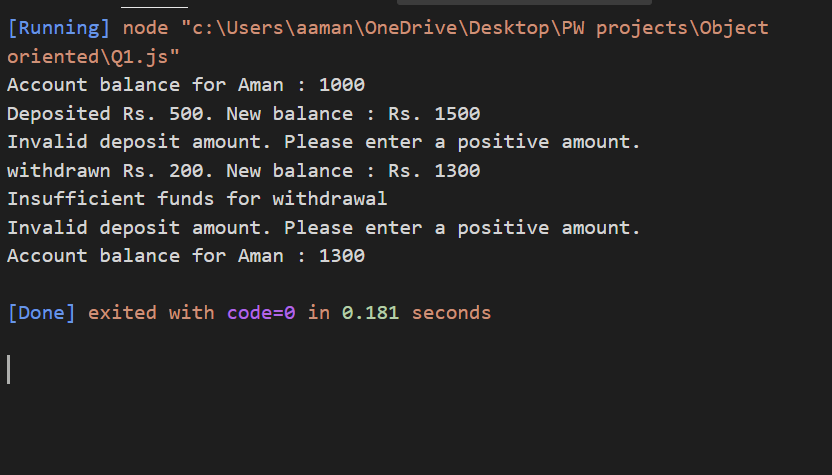 [Running] node "c:\Users\aaman\OneDrive\Desktop\PW projects\Object
oriented\Q1.js"
Account balance for Aman : 1000
Deposited Rs. 500. New balance : Rs. 1500
Invalid deposit amount. Please enter a positive amount.
withdrawn Rs. 200. New balance : Rs. 1300
Insufficient funds for withdrawal
Invalid deposit amount. Please enter a positive amount.
Account balance for Aman : 1300
[Done] exited with code=0 in 0.181 seconds